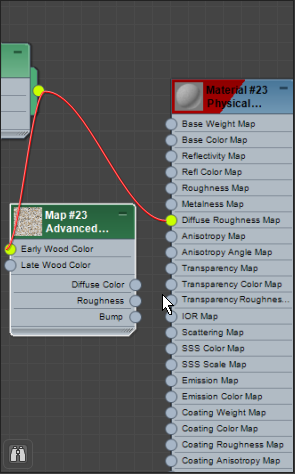 Material #23
Physical...
Base Weight Map
Base Color Map
Reflectivity Map
Refl Color Map
Roughness Map
Metalness Map
Diffuse Roughness Map
Anisotropy Map
Anisotropy Angle Map
Transparency Map
Transparency Color Map
Transparency Roughnes...
IOR Map
Scattering Map
SSS Color Map
SSS Scale Map
Emission Map
Emission Color Map
Coating Weight Map
Coating Color Map
Coating Roughness Map
Coating Anisotropy Map
Map #23
Advanced...
Early Wood Color
Late Wood Color
Diffuse Color
Roughness
Bump